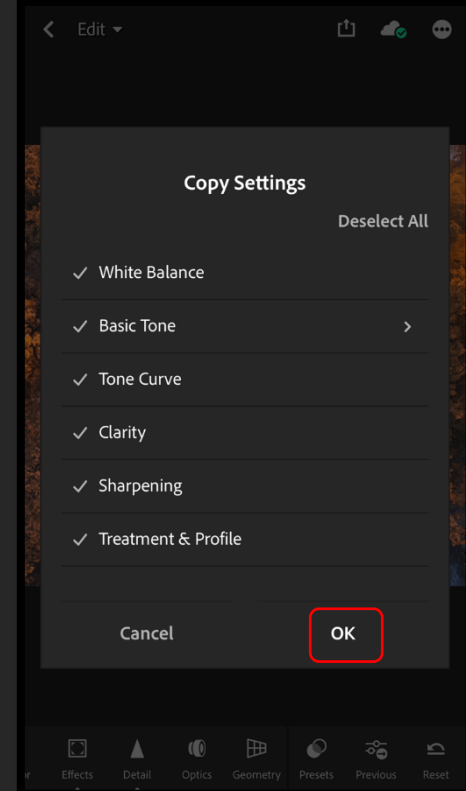 Edit
Copy Settings
Deselect All
White Balance
Basic Tone
Tone Curve
Clarity
Sharpening
Treatment & Profile
Cancel OK
r Effects Detail Optics Geometry Presets Previous Reset